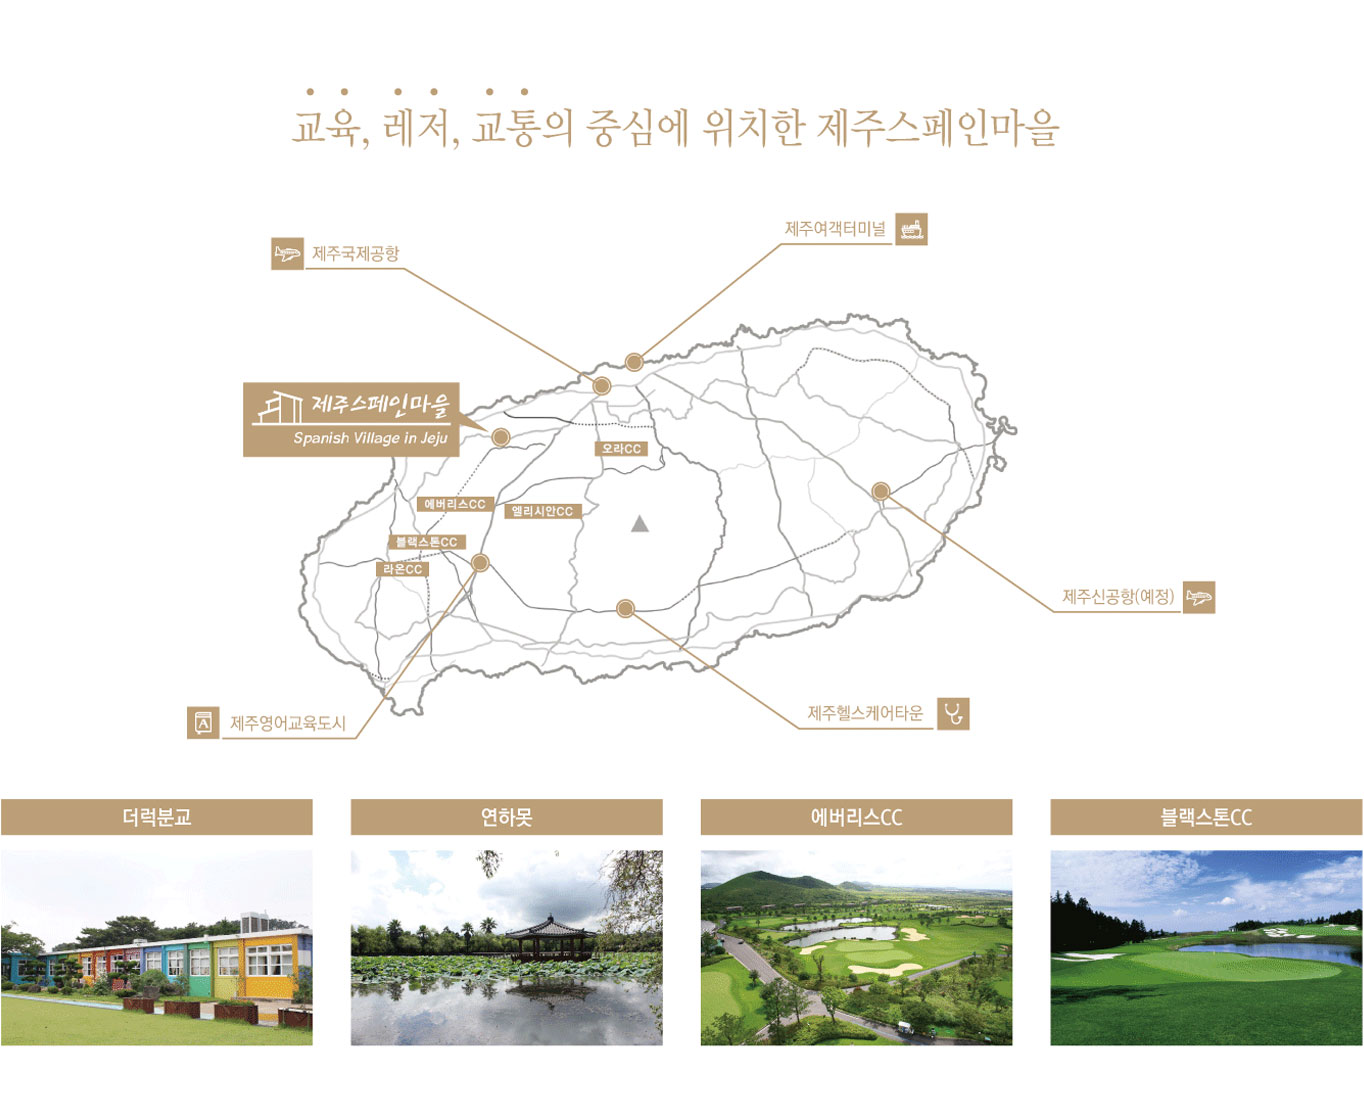 교육, 레저, 교통의 중심에 위치한 제주스페인마을
제주여객터미널
제주국제공항
제주스페인마을
Spanish Village in Jeju
오라CC
에버리스CC
엘리시안CC
블랙스톤CC
라온CC
제주신공항(예정)
제주헬스케어타운
A
제주영어교육도시
더럭분교
연하못
에버리스CC
블랙스톤CC